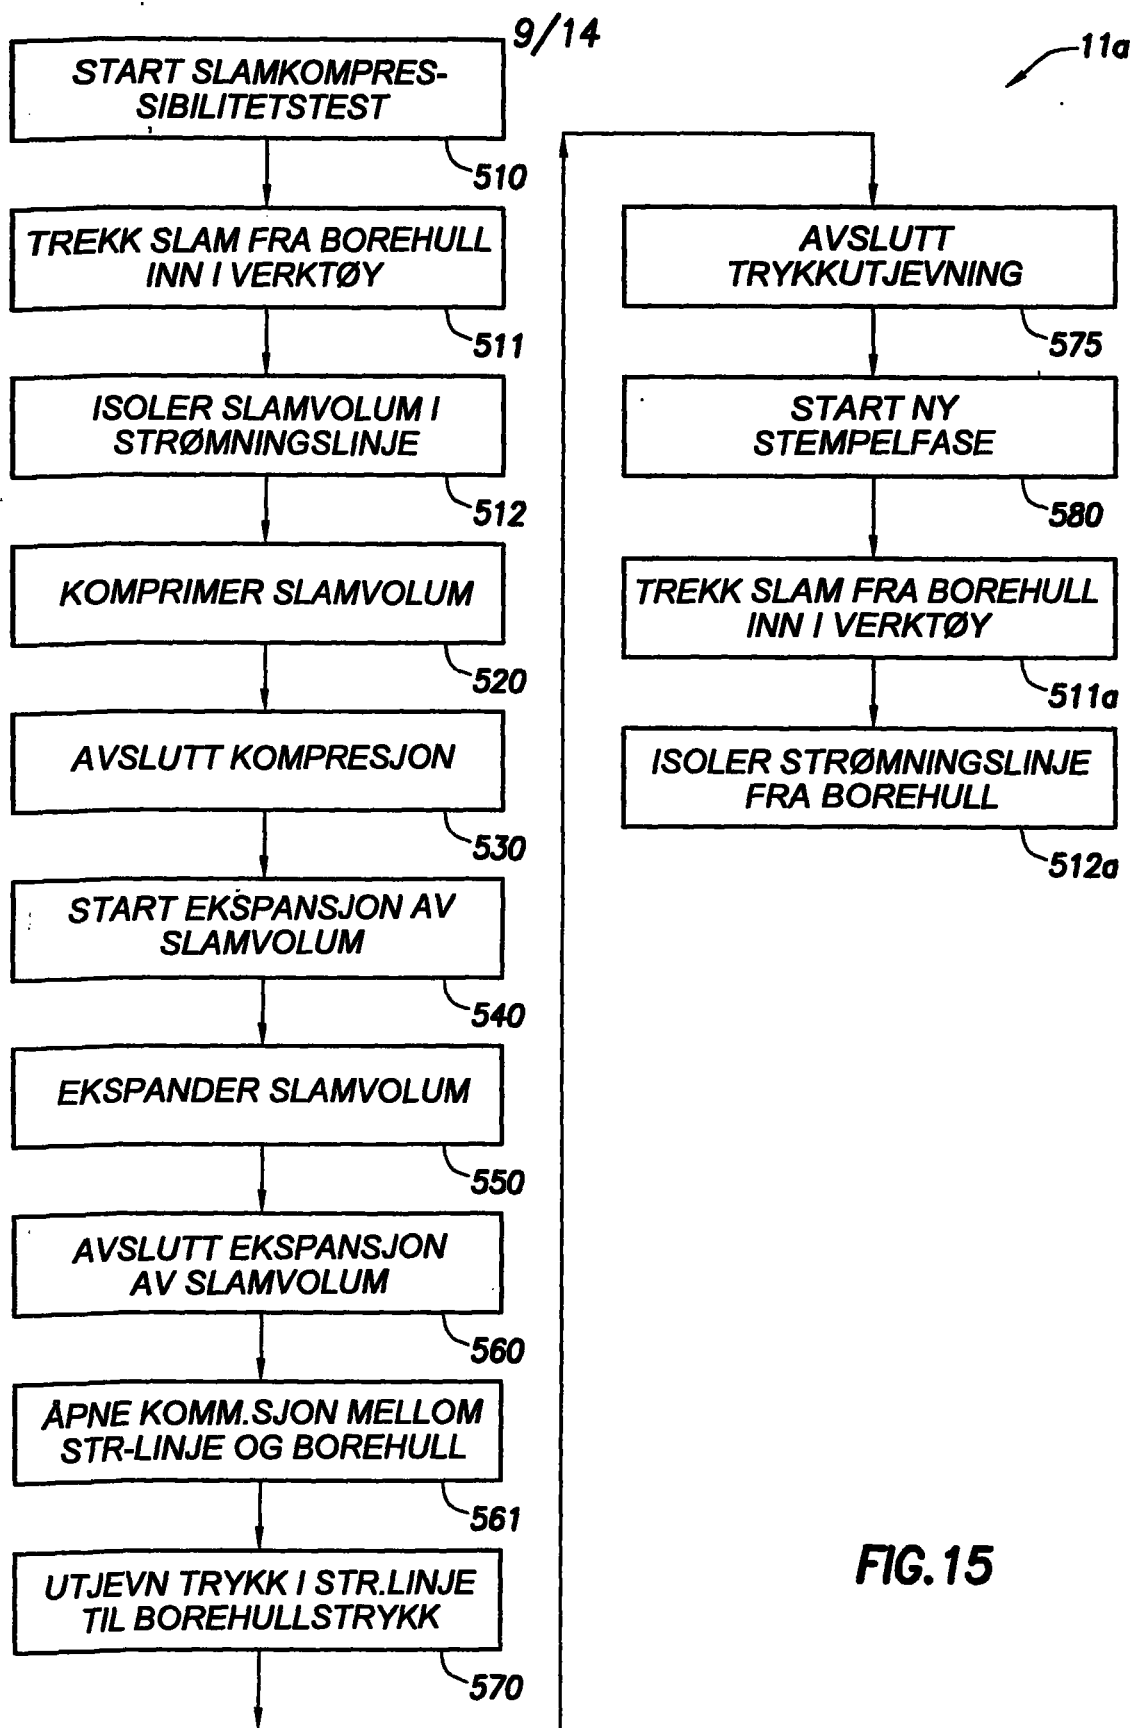 9/14
11a
START SLAMKOMPRES-
SIBILITETSTEST
510
TREKK SLAM FRA BOREHULL
INN I VERKTØY
511
ISOLER SLAMVOLUM I
STRØMNINGSLINJE
512
KOMPRIMER SLAMVOLUM
520
AVSLUTT KOMPRESJON
530
START EKSPANSJON AV
SLAMVOLUM
540
EKSPANDER SLAMVOLUM
550
AVSLUTT EKSPANSJON
AV SLAMVOLUM
560
ÅPNE KOMM.SJON MELLOM
STR-LINJE OG BOREHULL
561
UTJEVN TRYKK I STR.LINJE
TIL BOREHULLSTRYKK
570
AVSLUTT
TRYKKUTJEVNING
575
START NY
STEMPELFASE
580
TREKK SLAM FRA BOREHULL
INN I VERKTØY
511a
ISOLER STRØMNINGSLINJE
FRA BOREHULL
512a
FIG.15